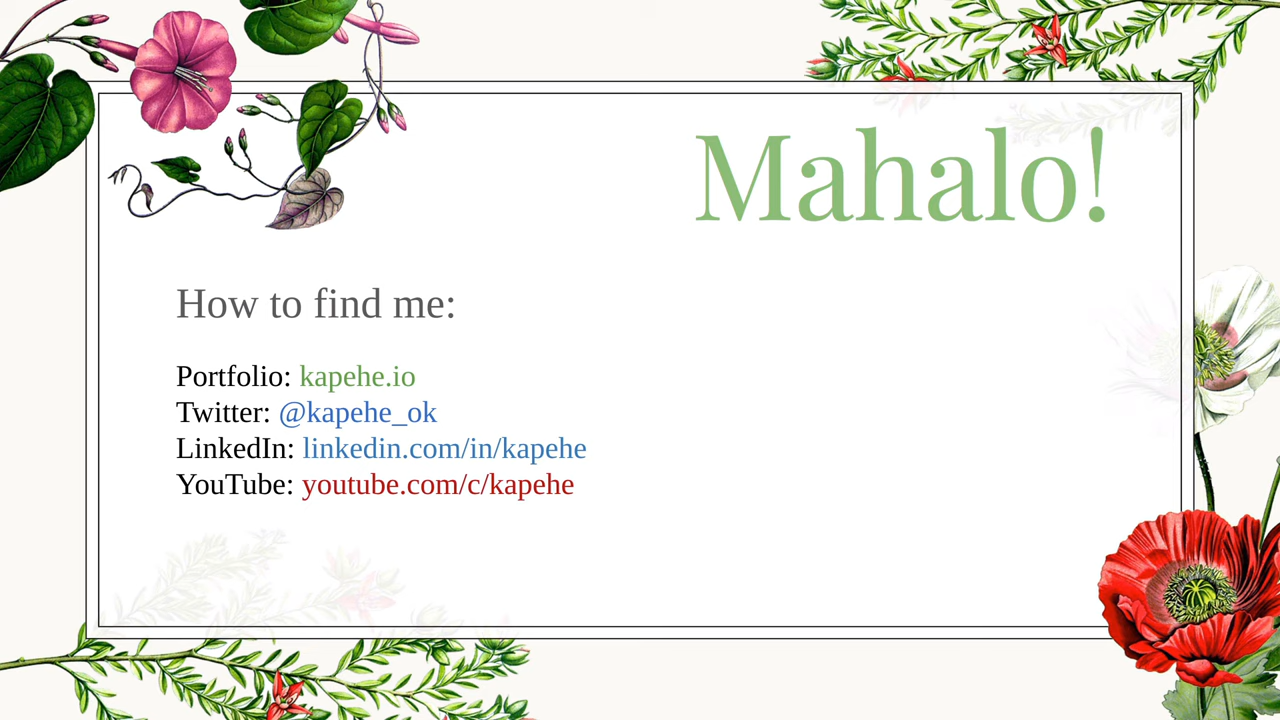 Mahalo!
How to find me:
Portfolio: kapehe.io
Twitter: @kapehe_ok
LinkedIn: linkedin.com/in/kapehe
YouTube: youtube.com/c/kapehe